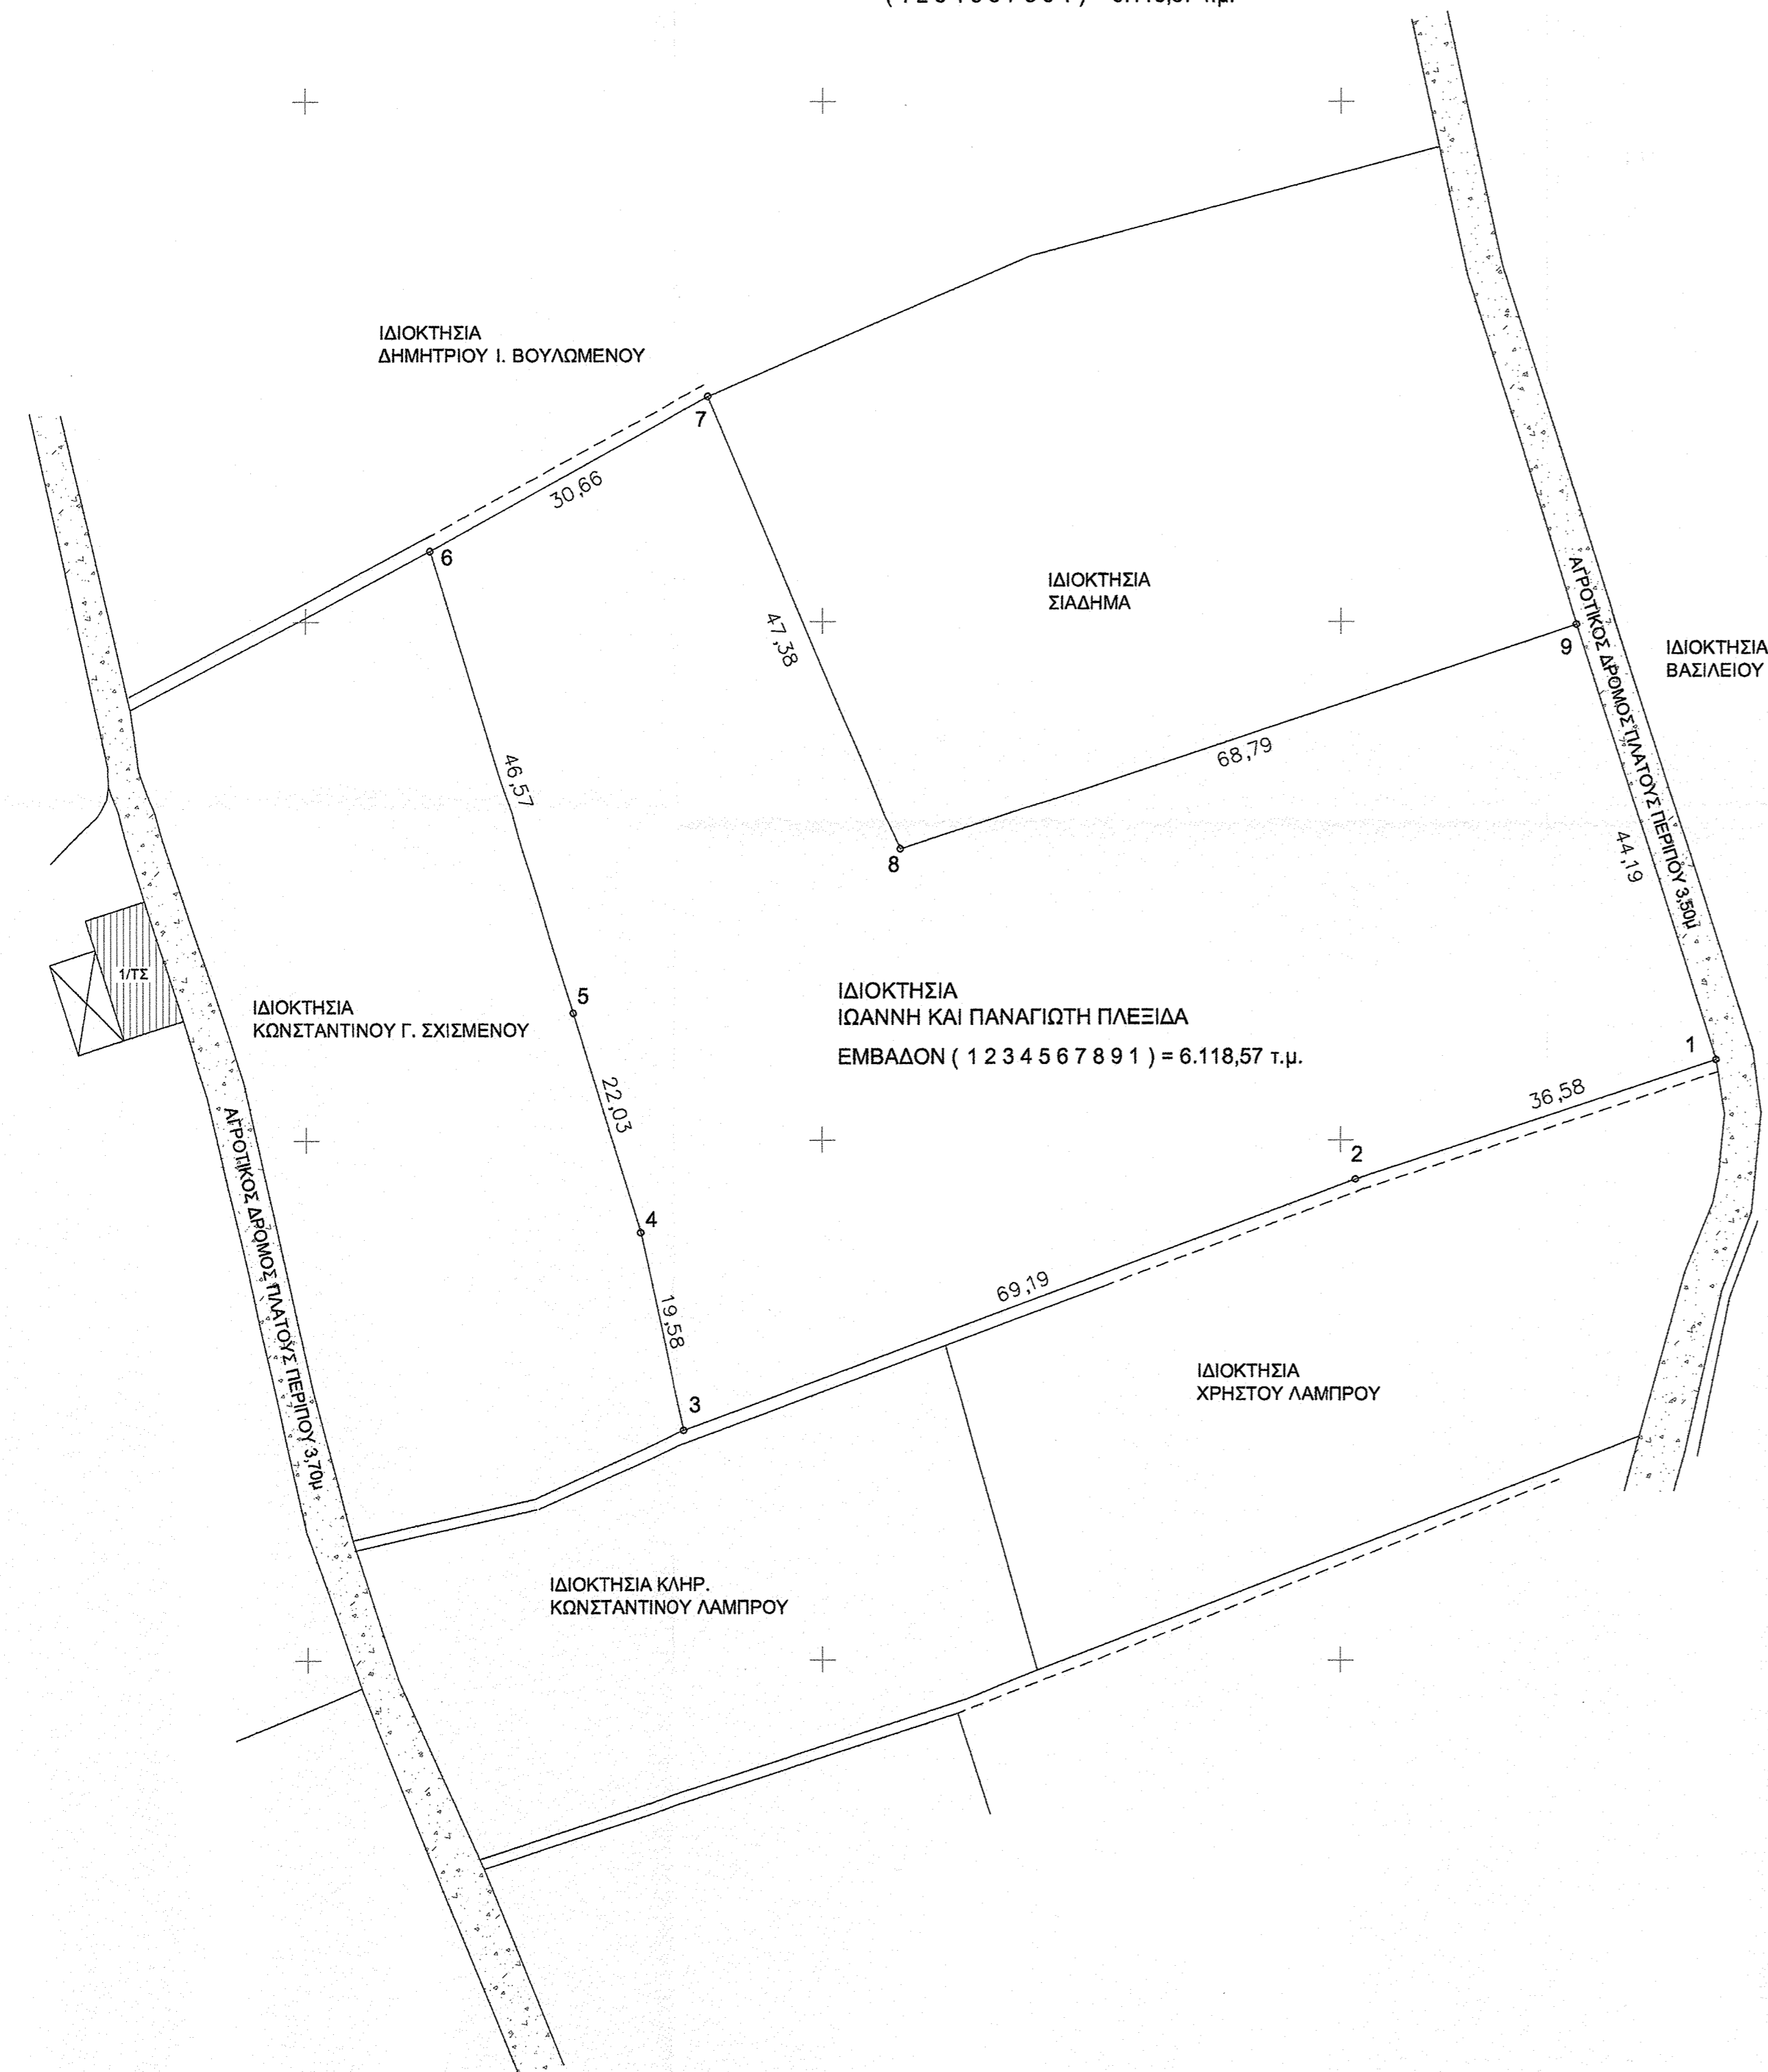 ΙΔΙΟΚΤΗΣΙΑ
ΔΗΜΗΤΡΙΟΥ Ι. ΒΟΥΛΩΜΕΝΟΥ
7
30,66
6
47,38
ΙΔΙΟΚΤΗΣΙΑ
ΣΙΑΔΗΜΑ
ΑΓΡΟΤΙΚΟΣ ΔΡΟΜΟΣ ΠΛΑΤΟΥΣ ΠΕΡΙΠΟΥ 3,50μ
9
ΙΔΙΟΚΤΗΣΙΑ
ΒΑΣΙΛΕΙΟΥ
68,79
46,57
8
44,19
1/ΤΣ
ΙΔΙΟΚΤΗΣΙΑ
ΚΩΝΣΤΑΝΤΙΝΟΥ Γ. ΣΧΙΣΜΕΝΟΥ
5
ΙΔΙΟΚΤΗΣΙΑ
ΙΩΑΝΝΗ ΚΑΙ ΠΑΝΑΓΙΩΤΗ ΠΛΕΞΙΔΑ
ΕΜΒΑΔΟΝ ( 1 2 3 4 5 6 7 8 9 1 ) = 6.118,57 τ.μ.
1
36,58
22,03
2
4
ΑΓΡΟΤΙΚΟΣ ΔΡΟΜΟΣ ΠΛΑΤΟΥΣ ΠΕΡΙΠΟΥ 3,70μ
69,19
19,58
3
ΙΔΙΟΚΤΗΣΙΑ
ΧΡΗΣΤΟΥ ΛΑΜΠΡΟΥ
ΙΔΙΟΚΤΗΣΙΑ ΚΛΗΡ.
ΚΩΝΣΤΑΝΤΙΝΟΥ ΛΑΜΠΡΟΥ